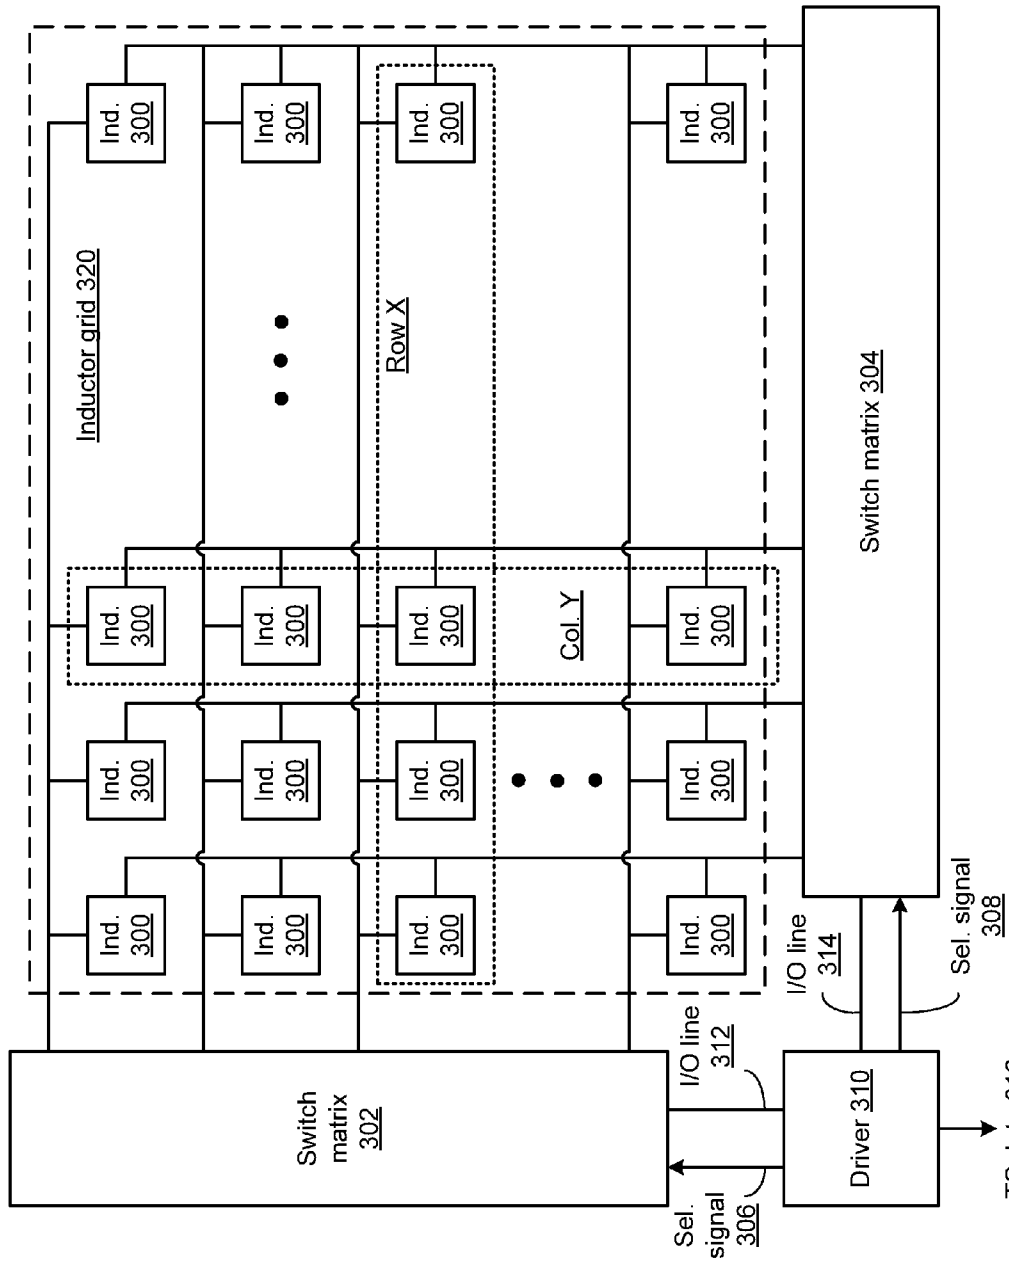 Inductor grid 320
Ind.
300
Ind.
300
Ind.
300
Ind.
300
Ind.
300
Ind.
300
Ind.
300
Ind.
300
Ind.
300
Ind.
300
Ind.
300
Ind.
300
Ind.
300
Ind.
300
Ind.
300
Ind.
300
Row X
Col. Y
Switch
matrix
302
Switch matrix 304
Sel.
signal
306
I/O line
312
I/O line
314
Sel. signal
308
Driver 310